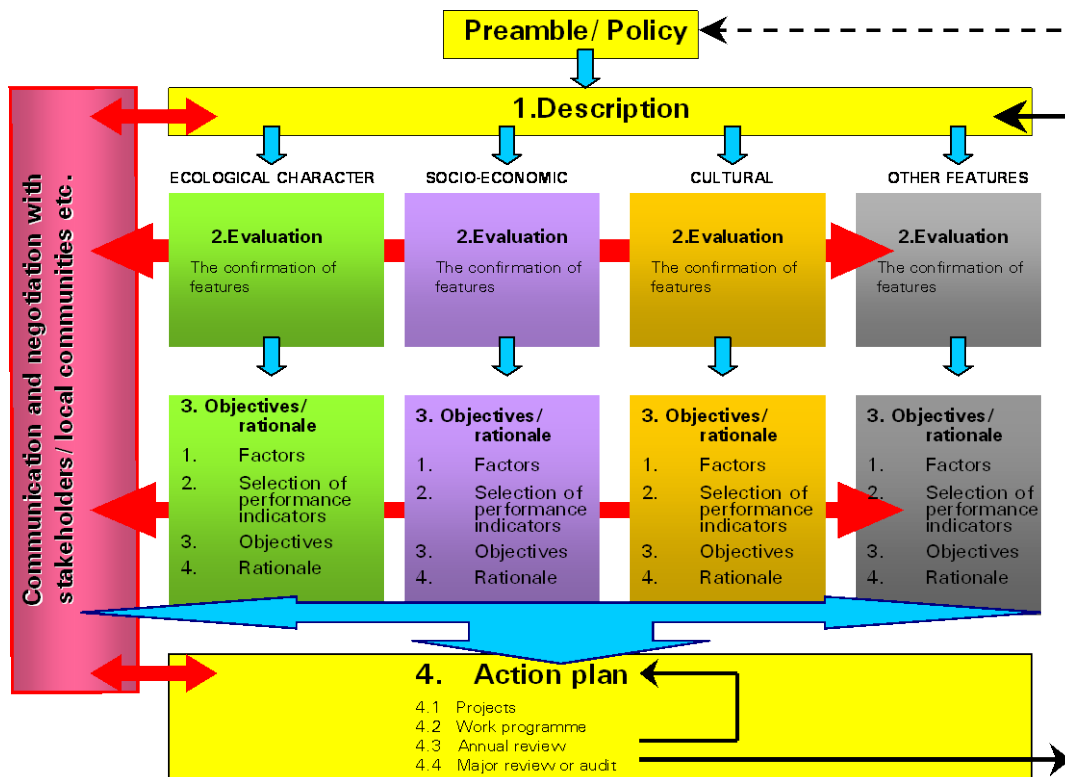 Preamble/ Policy
1.Description
Communication and negotiation with
stakeholders/ local communities etc.
ECOLOGICAL CHARACTER
SOCIO-ECONOMIC
CULTURAL
OTHER FEATURES
2.Evaluation
The confirmation of
features
2.Evaluation
The confirmation of
features
2.Evaluation
The confirmation of
features
2.Evaluation
The confirmation of
features
3. Objectives/
rationale
1. Factors
2. Selection of
performance
indicators
3. Objectives
4. Rationale
3. Objectives/
rationale
1. Factors
2. Selection of
performance
indicators
3. Objectives
4. Rationale
3. Objectives/
rationale
1. Factors
2. Selection of
performance
indicators
3. Objectives
4. Rationale
3. Objectives/
rationale
1. Factors
2. Selection of
performance
indicators
3. Objectives
4. Rationale
4. Action plan
4.1 Projects
4.2 Work programme
4.3 Annual review
4.4 Major review or audit